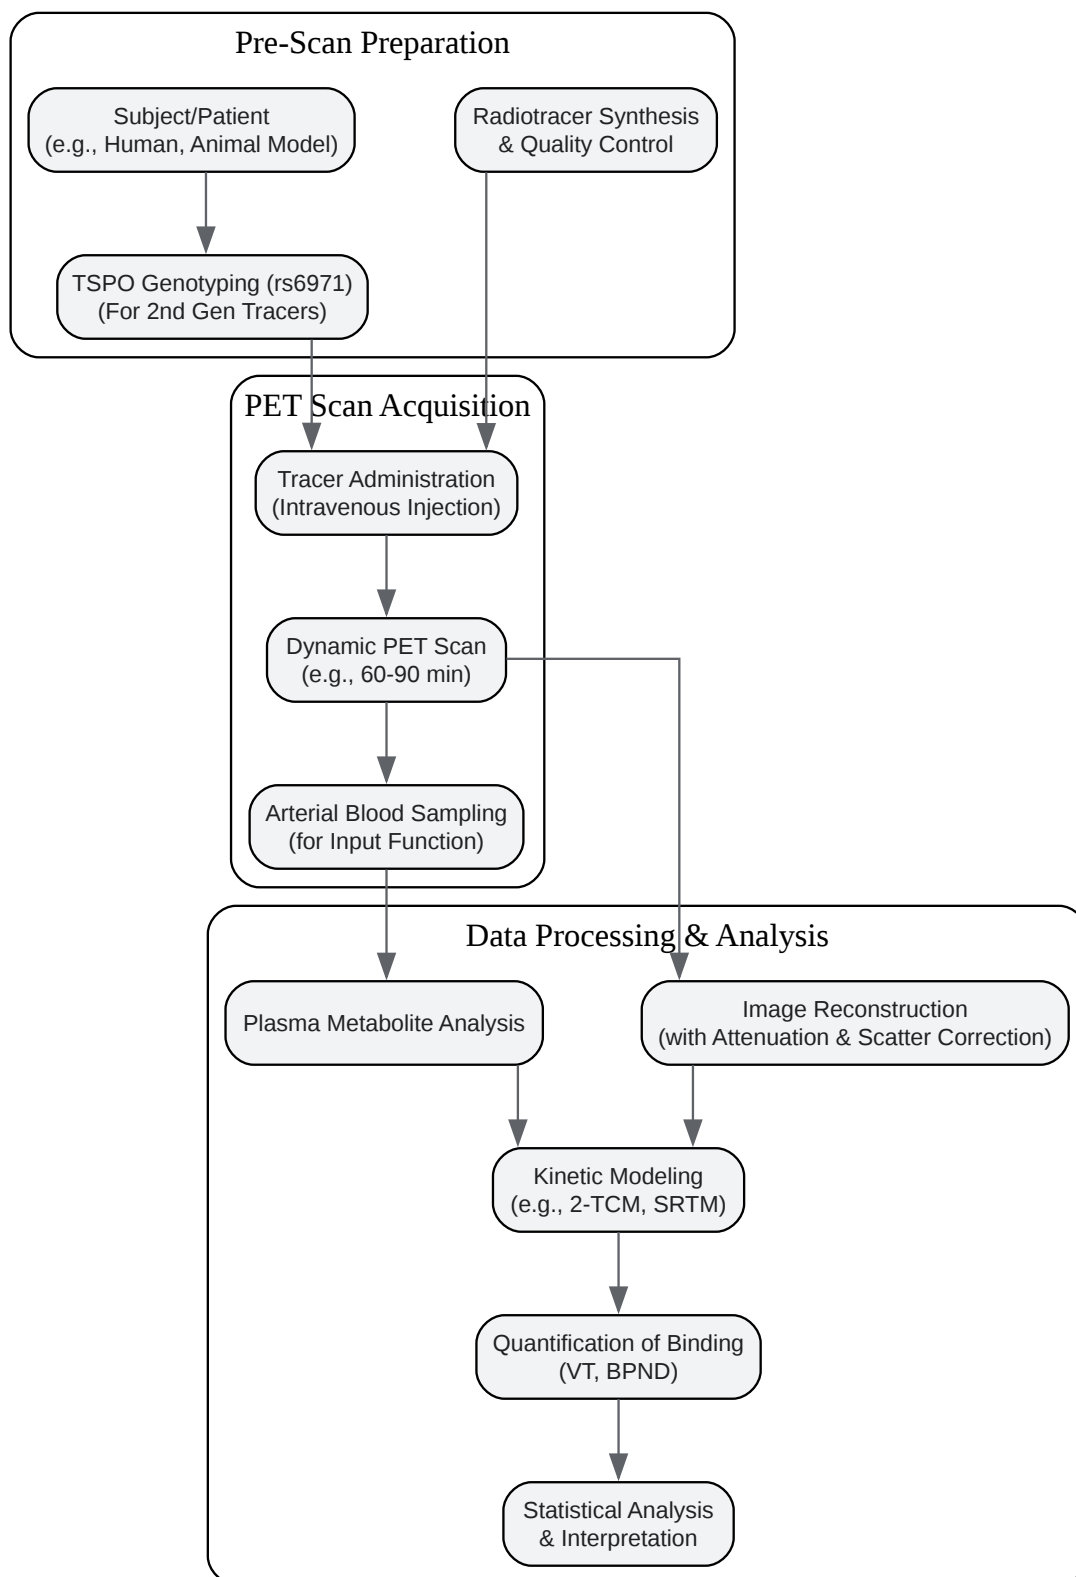 Pre-Scan Preparation
Subject/Patient
(e.g., Human, Animal Model)
Radiotracer Synthesis
& Quality Control
TSPO Genotyping (rs6971)
(For 2nd Gen Tracers)
PET Scan Acquisition
Tracer Administration
(Intravenous Injection)
Dynamic PET Scan
(e.g., 60-90 min)
Arterial Blood Sampling
(for Input Function)
Data Processing & Analysis
Plasma Metabolite Analysis
Image Reconstruction
(with Attenuation & Scatter Correction)
Kinetic Modeling
(e.g., 2-TCM, SRTM)
Quantification of Binding
(VT, BPND)
Statistical Analysis
& Interpretation